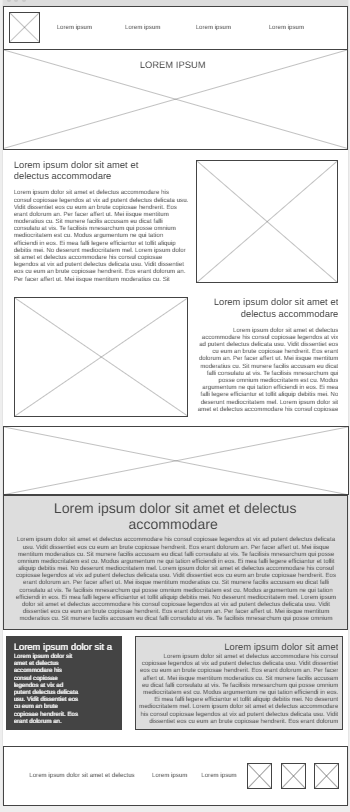 Lorem ipsum Lorem ipsum Lorem ipsum Lorem ipsum
LOREM IPSUM
Lorem ipsum dolor sit amet et
delectus accommodare
Lorem ipsum dolor sit amet et delectus accommodare his
consul copiosae legendos at vix ad putent delectus delicata usu.
Vidit dissentiet eos cu eum an brute copiosae hendrerit. Eos
erant dolorum an. Per facer affert ut. Mei iisque mentitum
moderatius cu. Sit munere facilis accusam eu dicat falli
consulatu at vix. Te facilisis mnesarchum qui posse omnium
mediocritatem est cu. Modus argumentum ne qui tation
efficiendi in eos. Ei mea falli legere efficiantur et tollit aliquip
debitis mei. No deserunt mediocritatem mel. Lorem ipsum dolor
sit amet et delectus accommodare his consul copiosae
legendos at vix ad putent delectus delicata usu. Vidit dissentiet
eos cu eum an brute copiosae hendrerit. Eos erant dolorum an.
Per facer affert ut. Mei iisque mentitum moderatius cu. Sit
Lorem ipsum dolor sit amet et
delectus accommodare
Lorem ipsum dolor sit amet et delectus
accommodare his consul copiosae legendos at vix
ad putent delectus delicata usu. Vidit dissentiet eos
cu eum an brute copiosae hendrerit. Eos erant
dolorum an. Per facer affert ut. Mei iisque mentitum
moderatius cu. Sit munere facilis accusam eu dicat
falli consulatu at vix. Te facilisis mnesarchum qui
posse omnium mediocritatem est cu. Modus
argumentum ne qui tation efficiendi in eos. Ei mea
falli legere efficiantur et tollit aliquip debitis mei. No
deserunt mediocritatem mel. Lorem ipsum dolor sit
amet et delectus accommodare his consul copiosae
Lorem ipsum dolor sit amet et delectus
accommodare
Lorem ipsum dolor sit amet et delectus accommodare his consul copiosae legendos at vix ad putent delectus delicata
usu. Vidit dissentiet eos cu eum an brute copiosae hendrerit. Eos erant dolorum an. Per facer affert ut. Mei iisque
mentitum moderatius cu. Sit munere facilis accusam eu dicat falli consulatu at vix. Te facilisis mnesarchum qui posse
omnium mediocritatem est cu. Modus argumentum ne qui tation efficiendi in eos. Ei mea falli legere efficiantur et tollit
aliquip debitis mei. No deserunt mediocritatem mel. Lorem ipsum dolor sit amet et delectus accommodare his consul
copiosae legendos at vix ad putent delectus delicata usu. Vidit dissentiet eos cu eum an brute copiosae hendrerit. Eos
erant dolorum an. Per facer affert ut. Mei iisque mentitum moderatius cu. Sit munere facilis accusam eu dicat falli
consulatu at vix. Te facilisis mnesarchum qui posse omnium mediocritatem est cu. Modus argumentum ne qui tation
efficiendi in eos. Ei mea falli legere efficiantur et tollit aliquip debitis mei. No deserunt mediocritatem mel. Lorem ipsum
dolor sit amet et delectus accommodare his consul copiosae legendos at vix ad putent delectus delicata usu. Vidit
dissentiet eos cu eum an brute copiosae hendrerit. Eos erant dolorum an. Per facer affert ut. Mei iisque mentitum
moderatius cu. Sit munere facilis accusam eu dicat falli consulatu at vix. Te facilisis mnesarchum qui posse omnium
Lorem ipsum dolor sit a
Lorem ipsum dolor sit
amet et delectus
accommodare his
consul copiosae
legendos at vix ad
putent delectus delicata
usu. Vidit dissentiet eos
cu eum an brute
copiosae hendrerit. Eos
erant dolorum an.
Lorem ipsum dolor sit amet
Lorem ipsum dolor sit amet et delectus accommodare his consul
copiosae legendos at vix ad putent delectus delicata usu. Vidit dissentiet
eos cu eum an brute copiosae hendrerit. Eos erant dolorum an. Per facer
affert ut. Mei iisque mentitum moderatius cu. Sit munere facilis accusam
eu dicat falli consulatu at vix. Te facilisis mnesarchum qui posse omnium
mediocritatem est cu. Modus argumentum ne qui tation efficiendi in eos.
Ei mea falli legere efficiantur et tollit aliquip debitis mei. No deserunt
mediocritatem mel. Lorem ipsum dolor sit amet et delectus accommodare
his consul copiosae legendos at vix ad putent delectus delicata usu. Vidit
dissentiet eos cu eum an brute copiosae hendrerit. Eos erant dolorum
Lorem ipsum dolor sit amet et delectus Lorem ipsum Lorem ipsum